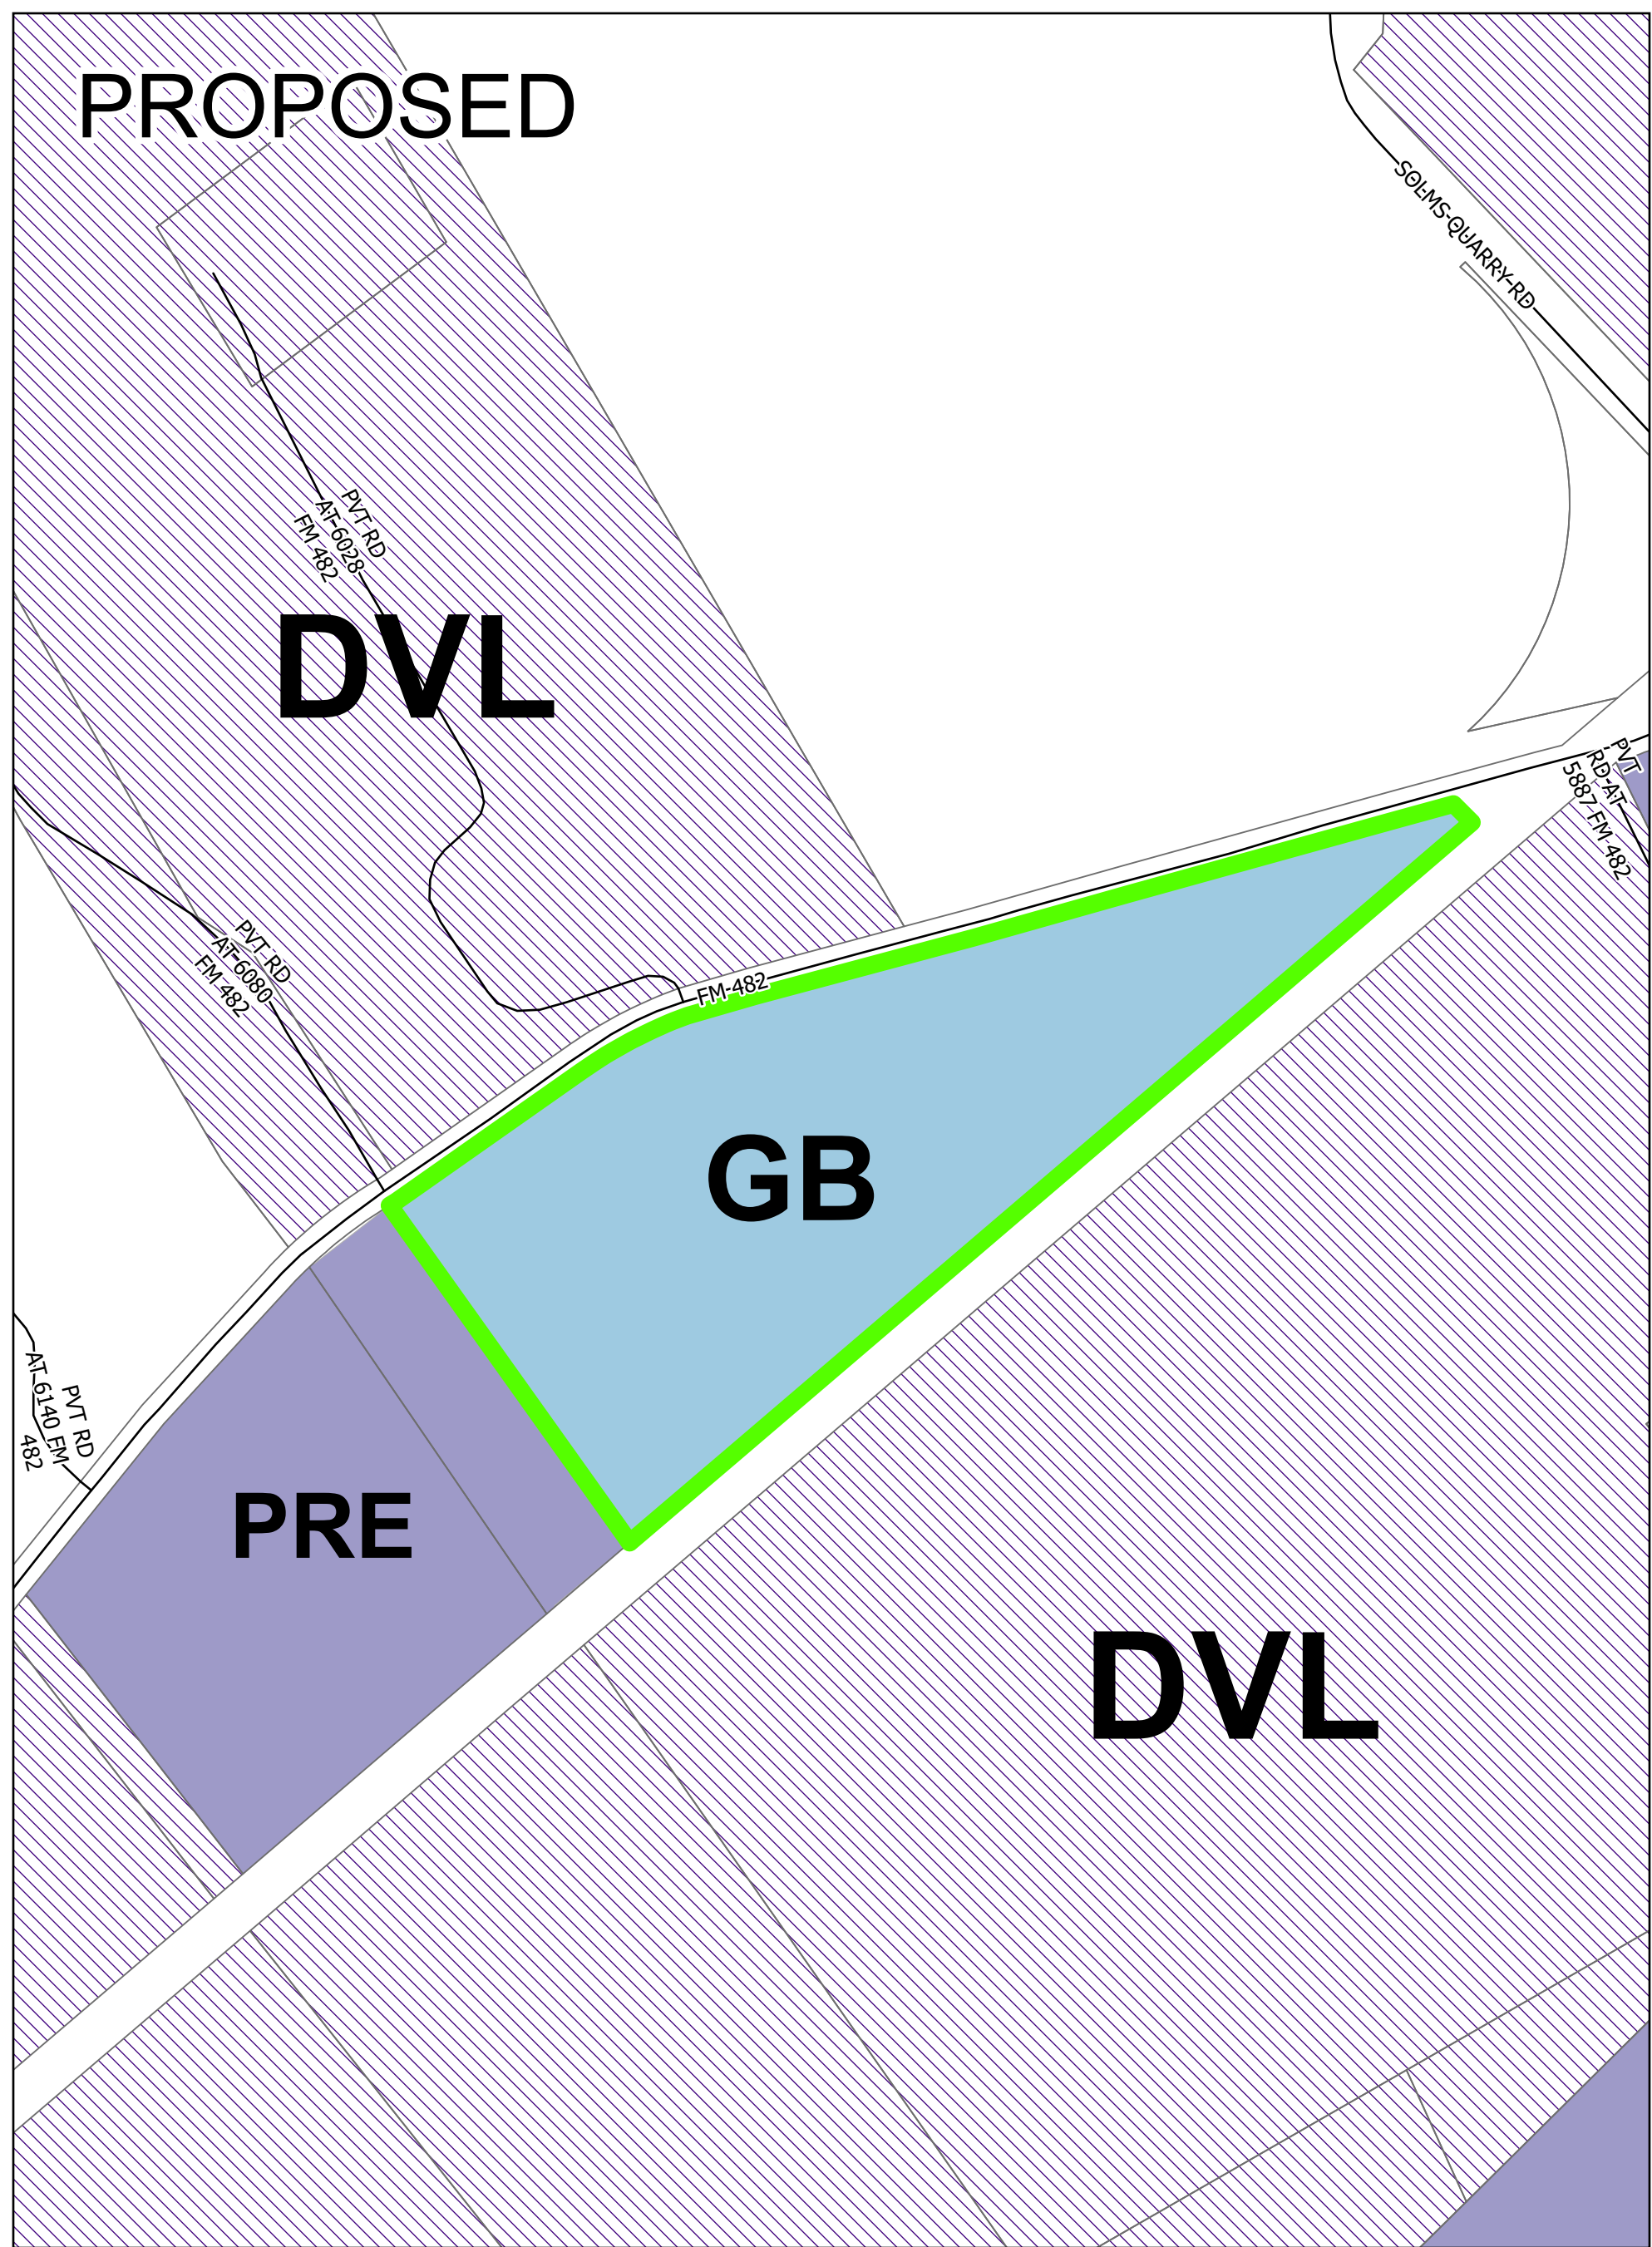 PROPOSED
SOLMS QUARRY RD
PVT RD
AT 6028
FM 482
DVL
PVT
RD AT
5887 FM 482
PVT RD
AT 6080
FM 482
FM 482
GB
PVT RD
AT 6140 FM
482
PRE
DVL